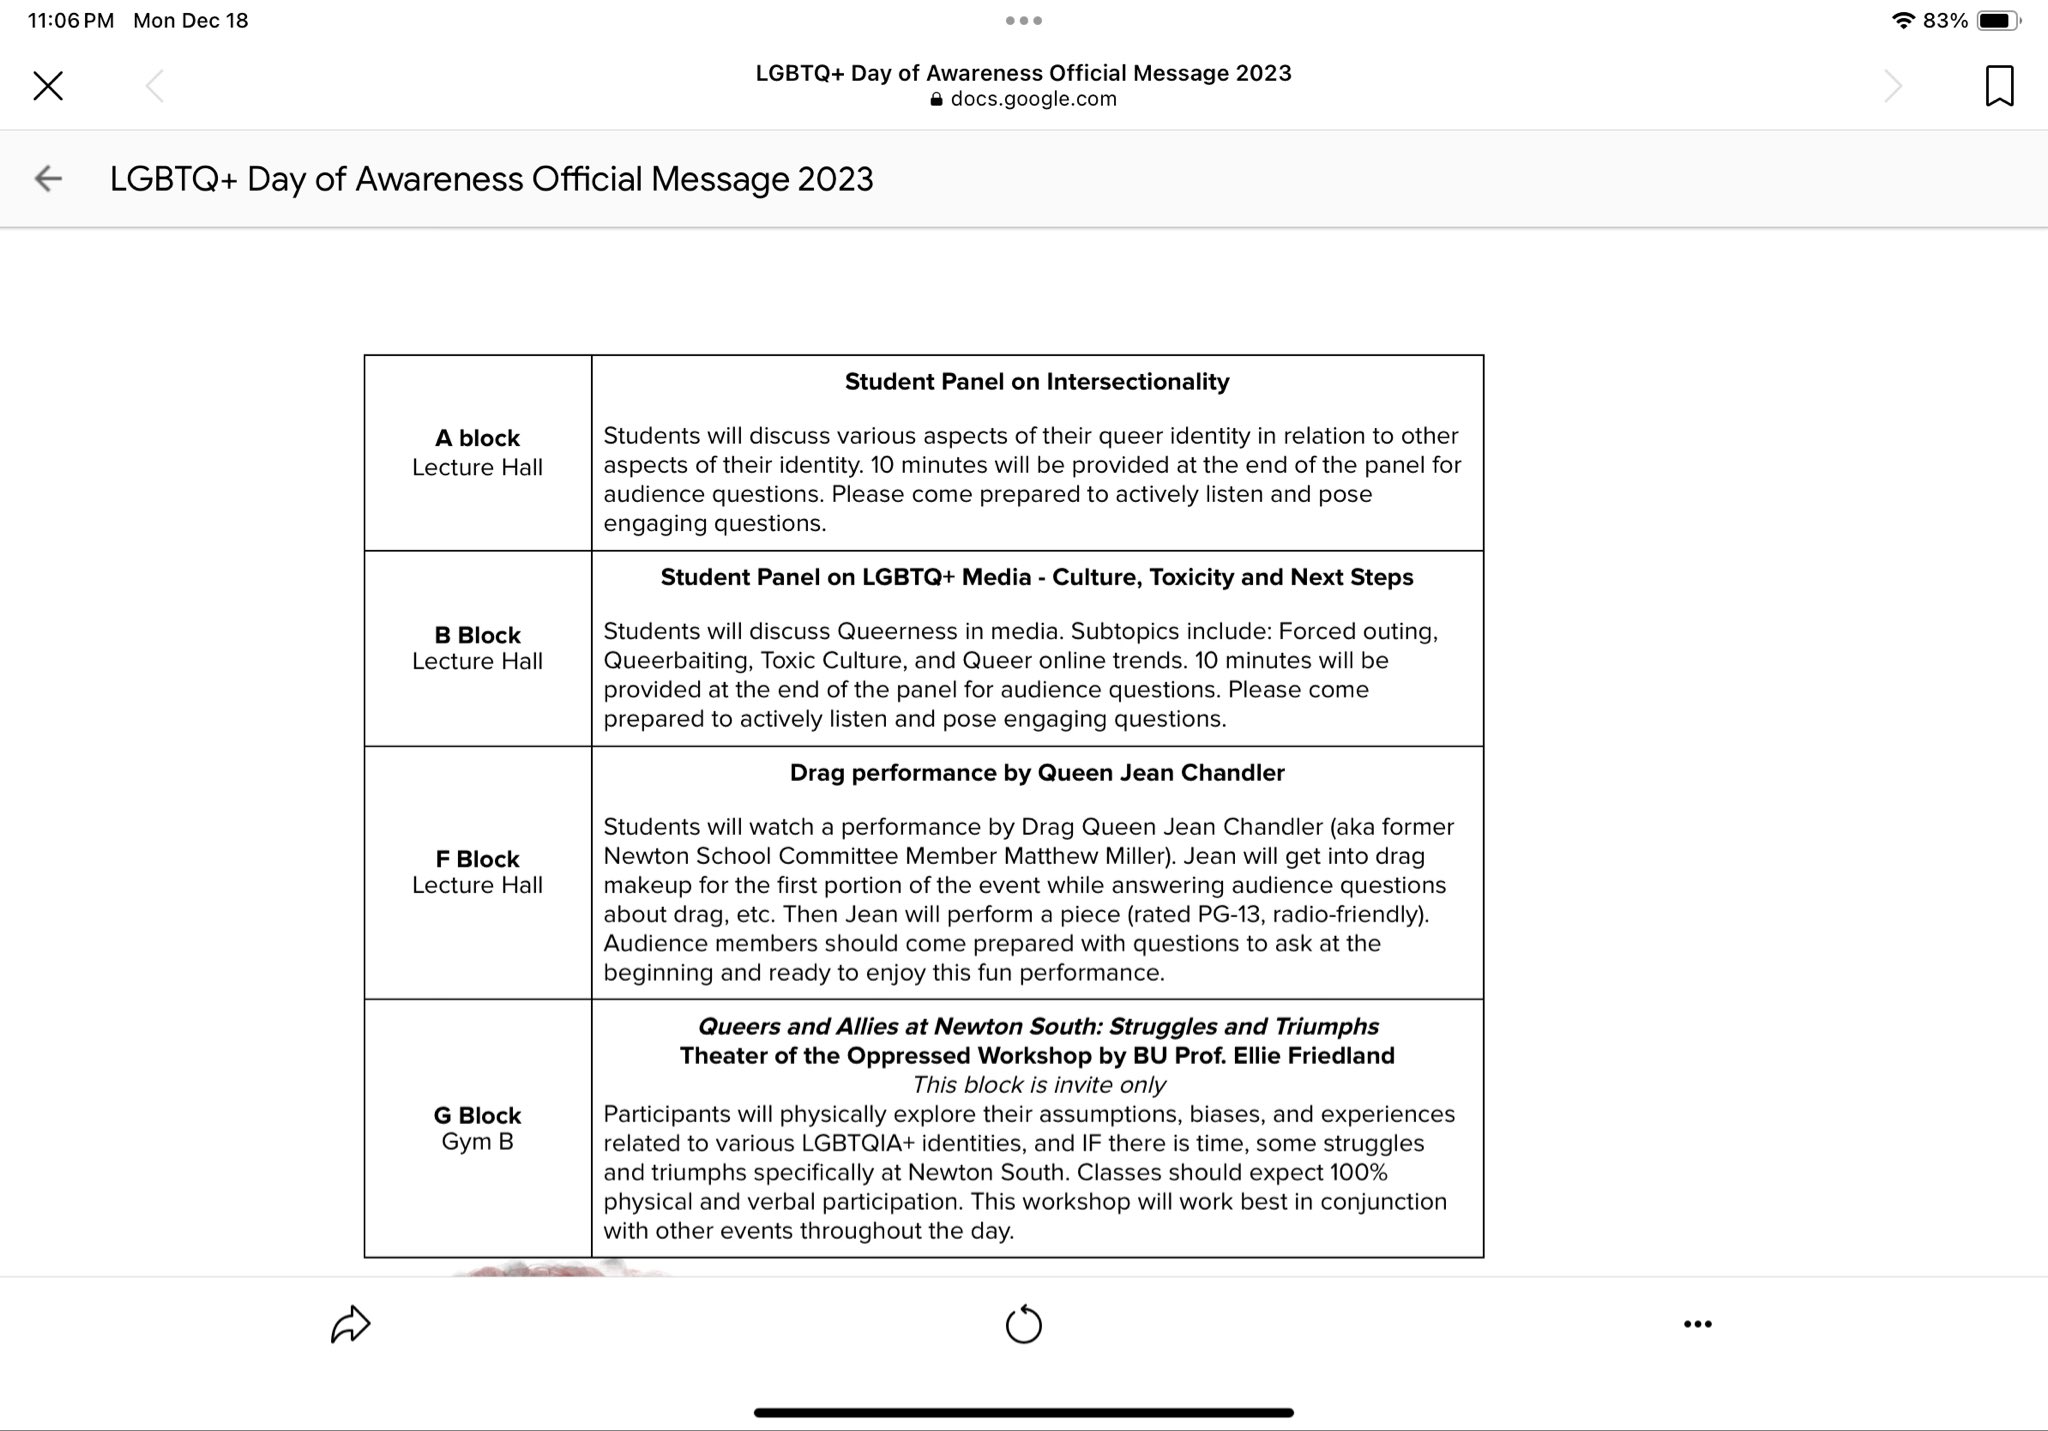 11:06 PM Mon Dec 18
83%
LGBTQ+ Day of Awareness Official Message 2023
docs.google.com
LGBTQ+ Day of Awareness Official Message 2023
A block
Lecture Hall
Student Panel on Intersectionality
Students will discuss various aspects of their queer identity in relation to other
aspects of their identity. 10 minutes will be provided at the end of the panel for
audience questions. Please come prepared to actively listen and pose
engaging questions.
B Block
Lecture Hall
Student Panel on LGBTQ+ Media - Culture, Toxicity and Next Steps
Students will discuss Queerness in media. Subtopics include: Forced outing,
Queerbaiting, Toxic Culture, and Queer online trends. 10 minutes will be
provided at the end of the panel for audience questions. Please come
prepared to actively listen and pose engaging questions.
F Block
Lecture Hall
Drag performance by Queen Jean Chandler
Students will watch a performance by Drag Queen Jean Chandler (aka former
Newton School Committee Member Matthew Miller). Jean will get into drag
makeup for the first portion of the event while answering audience questions
about drag, etc. Then Jean will perform a piece (rated PG-13, radio-friendly).
Audience members should come prepared with questions to ask at the
beginning and ready to enjoy this fun performance.
G Block
Gym B
Queers and Allies at Newton South: Struggles and Triumphs
Theater of the Oppressed Workshop by BU Prof. Ellie Friedland
This block is invite only
Participants will physically explore their assumptions, biases, and experiences
related to various LGBTQIA+ identities, and IF there is time, some struggles
and triumphs specifically at Newton South. Classes should expect 100%
physical and verbal participation. This workshop will work best in conjunction
with other events throughout the day.